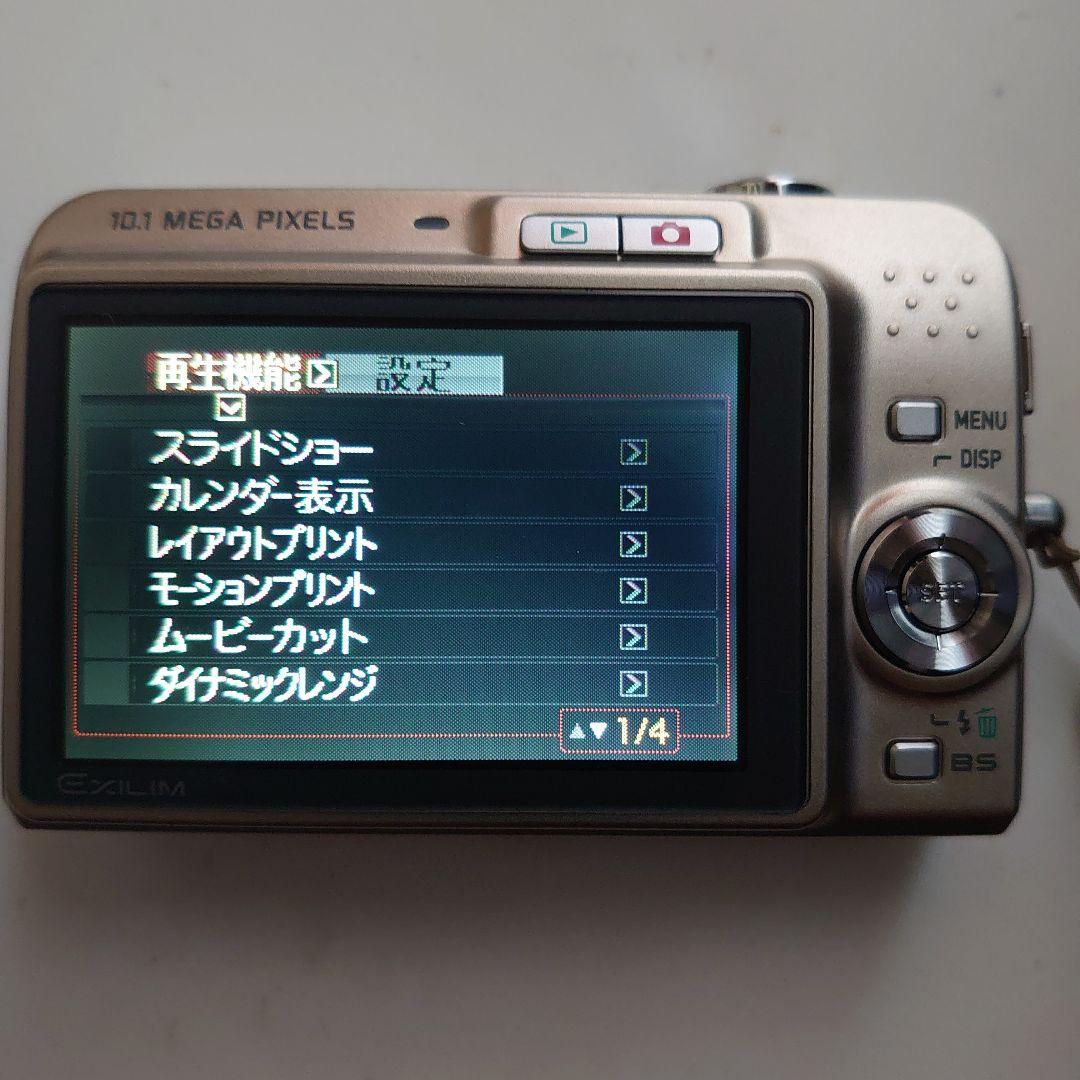 10.1 MEGA PIXELS
再生機能 設定
スライドショー
カレンダー表示
レイアウトプリント
モーションプリント
ムービーカット
ダイナミックレンジ
1/4
EXILIM
MENU
DISP
SET
BS